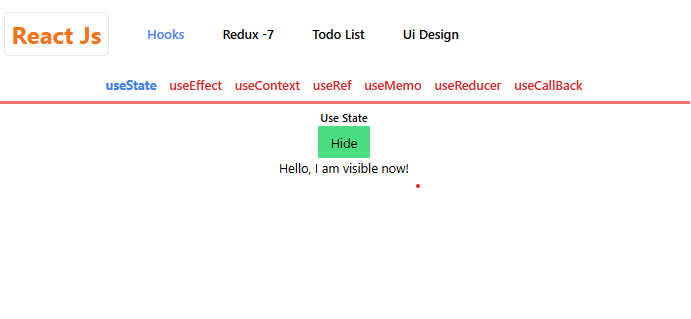 React Js Hooks Redux -7 Todo List Ui Design
useState useEffect useContext useRef useMemo useReducer useCallBack
Use State
Hide
Hello, I am visible now!